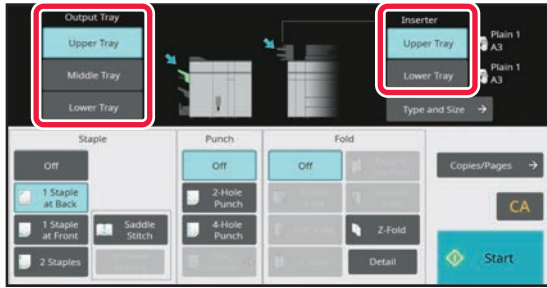 Output Tray
Inserter
Upper Tray
Upper Tray
Plain 1
A3
Middle Tray
Lower Tray
Plain 1
A3
Lower Tray
Type and Size
Staple
Punch
Fold
Off
Off
Off
Copies/Pages
1 Staple
at Back
2-Hole
Punch
CA
1 Staple
at Front
Saddle
Stitch
4-Hole
Punch
Z-Fold
2 Staples
Detail
Start